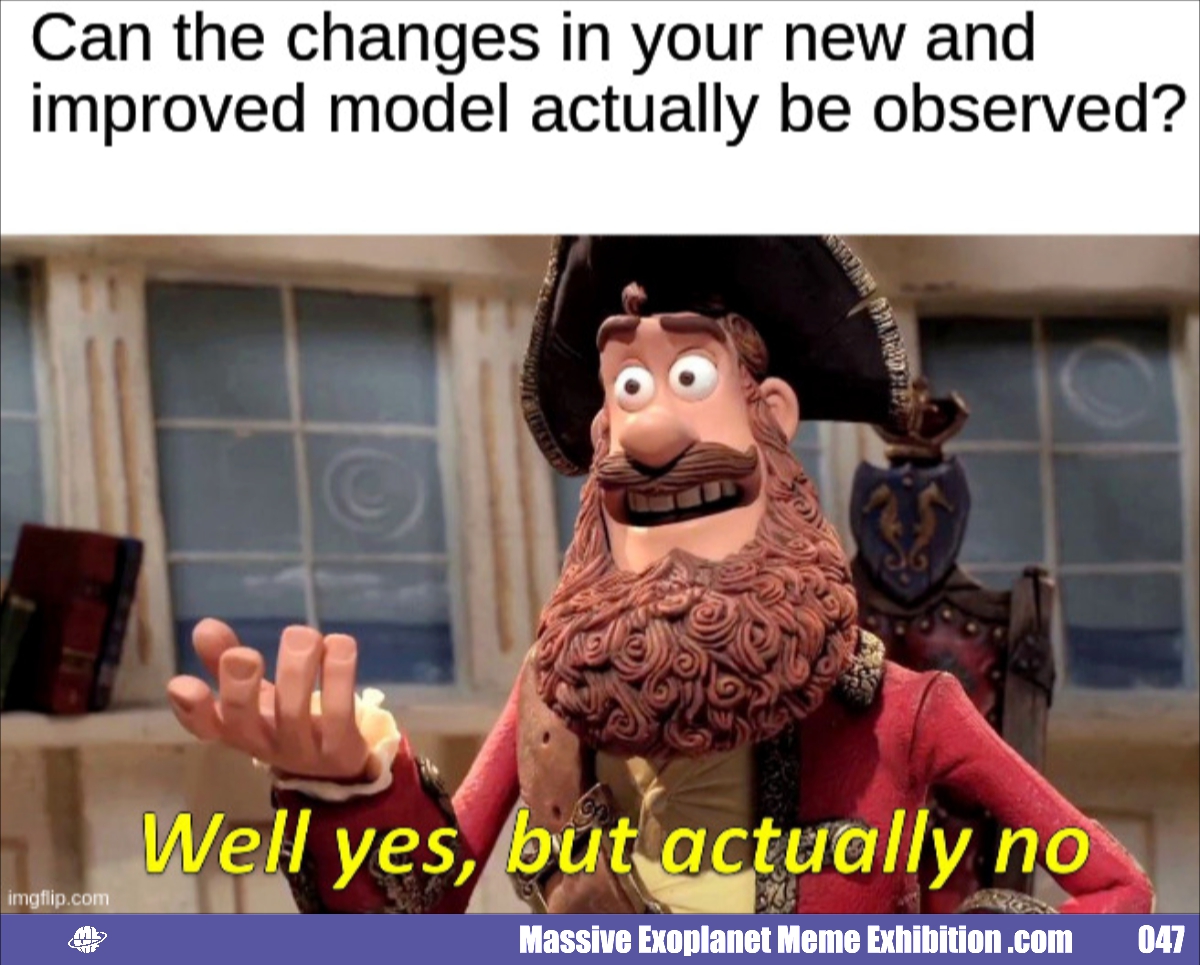 Can the changes in your new and
improved model actually be observed?
Well yes, but actually no
imgflip.com
Massive Exoplanet Meme Exhibition .com
047